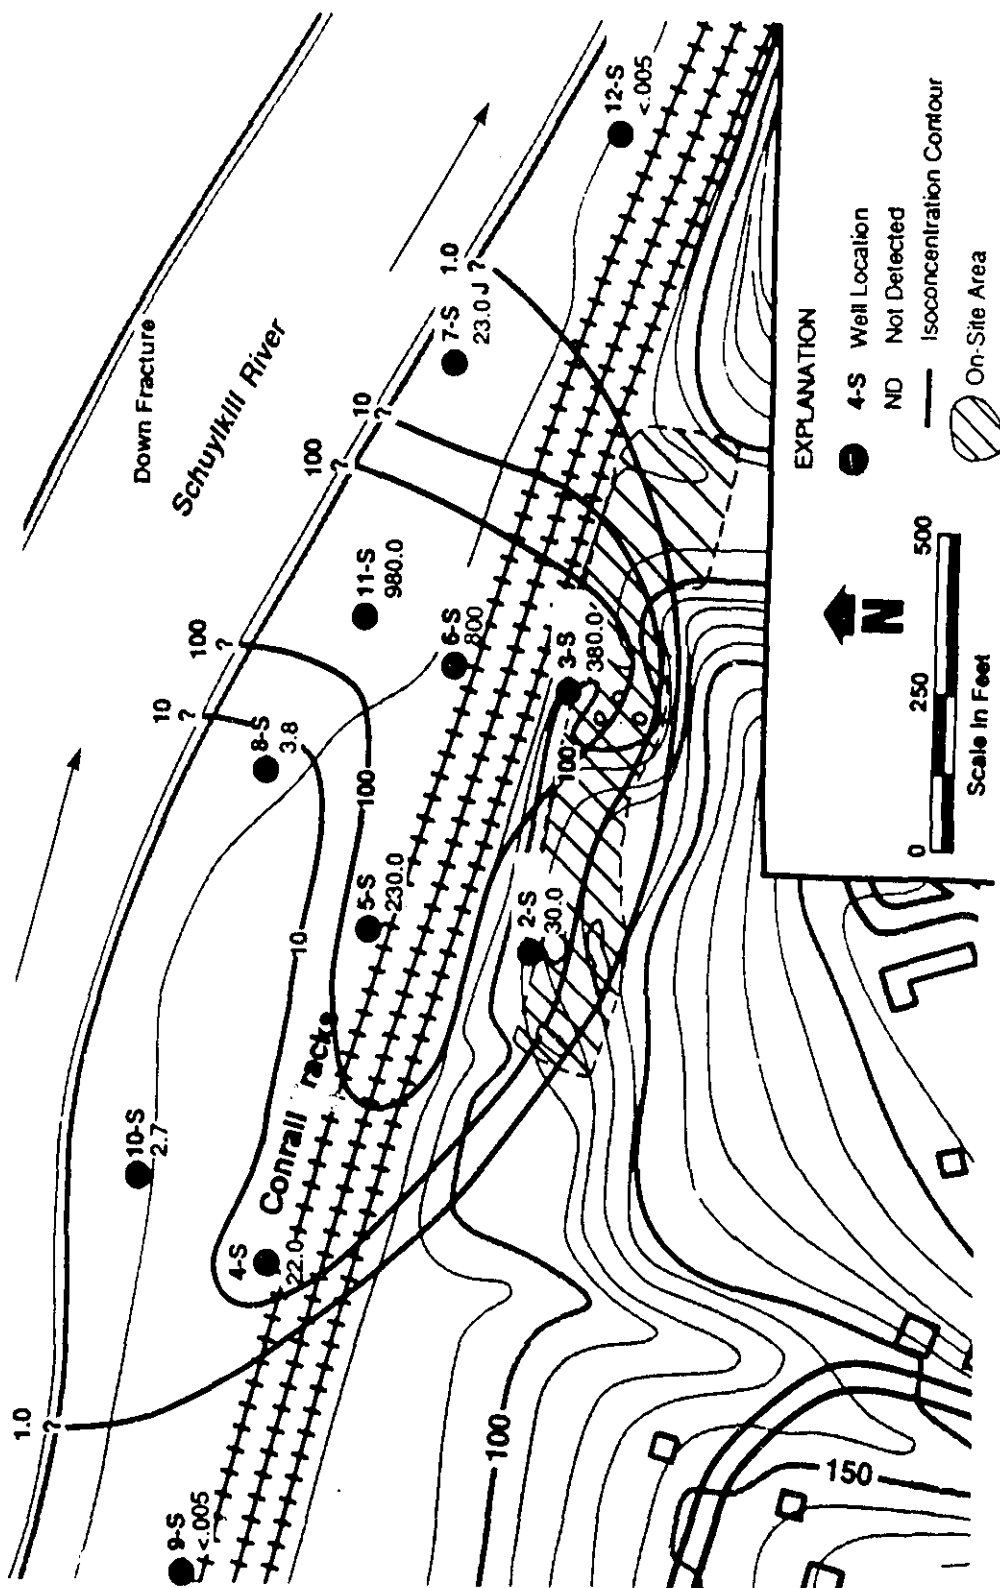 Down Fracture
Schuylkill River
1.0
?
10
?
100
?
100
?
10
?
1.0
?
9-S
<.005
10-S
2.7
4-S
22.0
8-S
3.8
5-S
230.0
11-S
980.0
6-S
800
7-S
23.0 J
12-S
<.005
3-S
380.0
2-S
30.0
10
100
100
Conrail racks
100
150
EXPLANATION
4-S Well Location
ND Not Detected
Isoconcentration Contour
On-Site Area
N
0 250 500
Scale In Feet